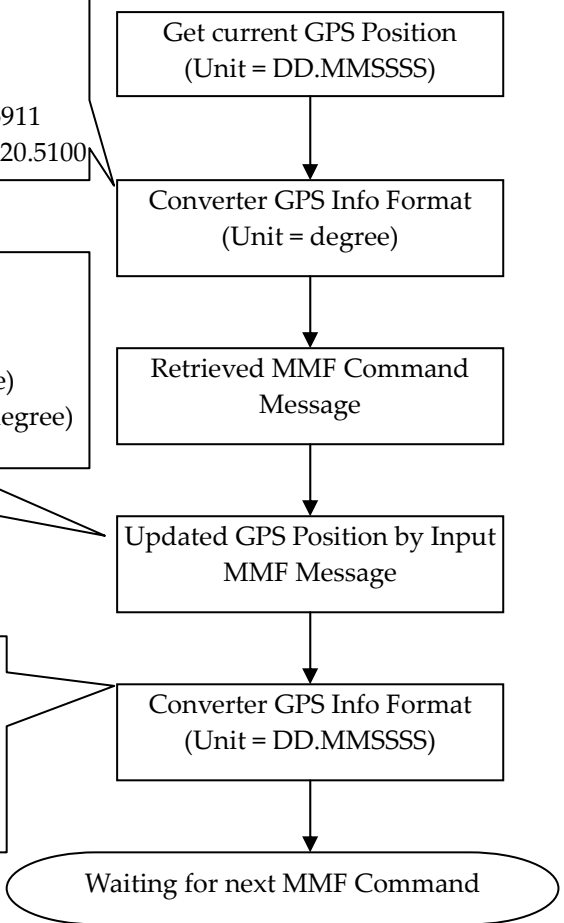 Get current GPS Position
(Unit = DD.MMSSSS)
911
20.5100
Converter GPS Info Format
(Unit = degree)
e)
egree)
Retrieved MMF Command
Message
Updated GPS Position by Input
MMF Message
Converter GPS Info Format
(Unit = DD.MMSSSS)
Waiting for next MMF Command